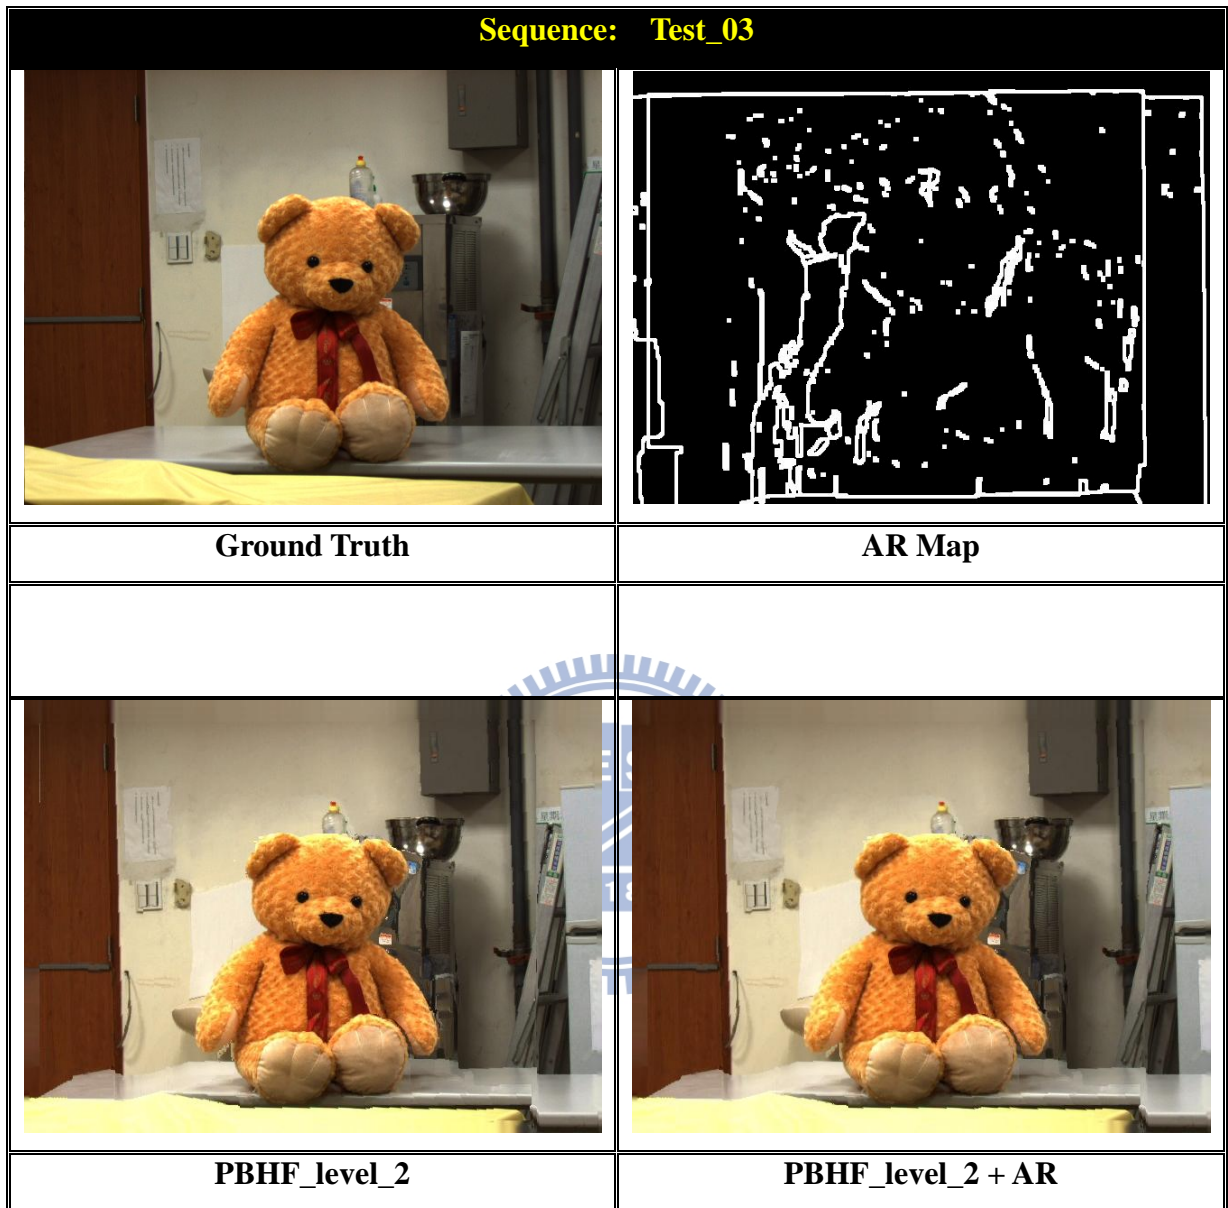 Sequence: Test_03
Ground Truth
AR Map
PBHF_level_2
PBHF_level_2 + AR